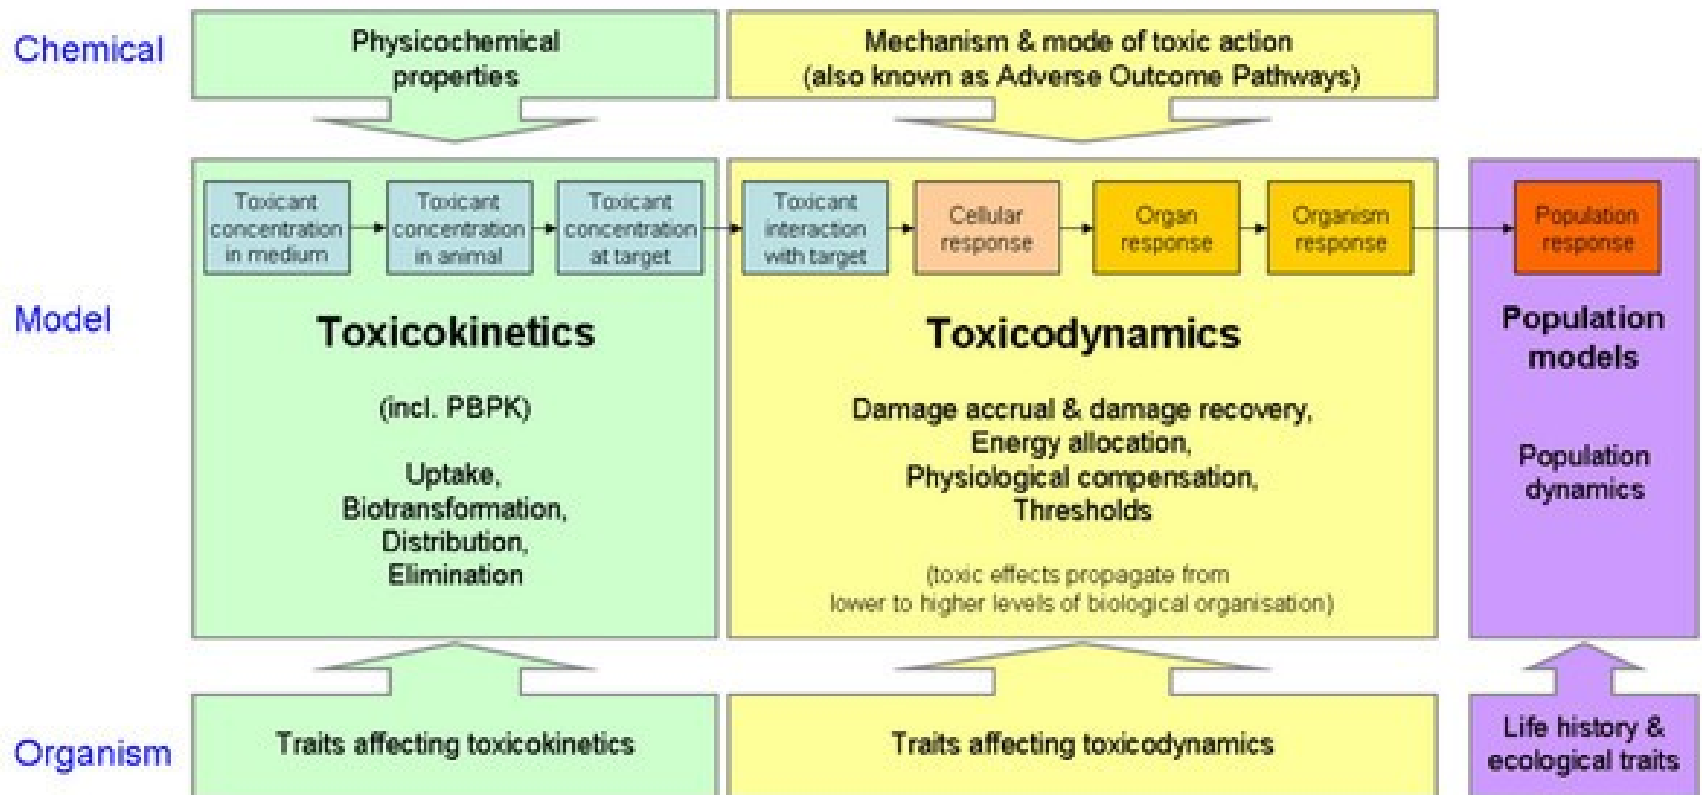 Chemical
Physicochemical
properties
Mechanism & mode of toxic action
(also known as Adverse Outcome Pathways)
Model
Toxicant
concentration
in medium
Toxicant
concentration
in animal
Toxicant
concentration
at target
Toxicant
interaction
with target
Cellular
response
Organ
response
Organism
response
Population
response
Toxicokinetics
(incl. PBPK)
Uptake,
Biotransformation,
Distribution,
Elimination
Toxicodynamics
Damage accrual & damage recovery,
Energy allocation,
Physiological compensation,
Thresholds
(toxic effects propagate from
lower to higher levels of biological organisation)
Population
models
Population
dynamics
Organism
Traits affecting toxicokinetics
Traits affecting toxicodynamics
Life history &
ecological traits